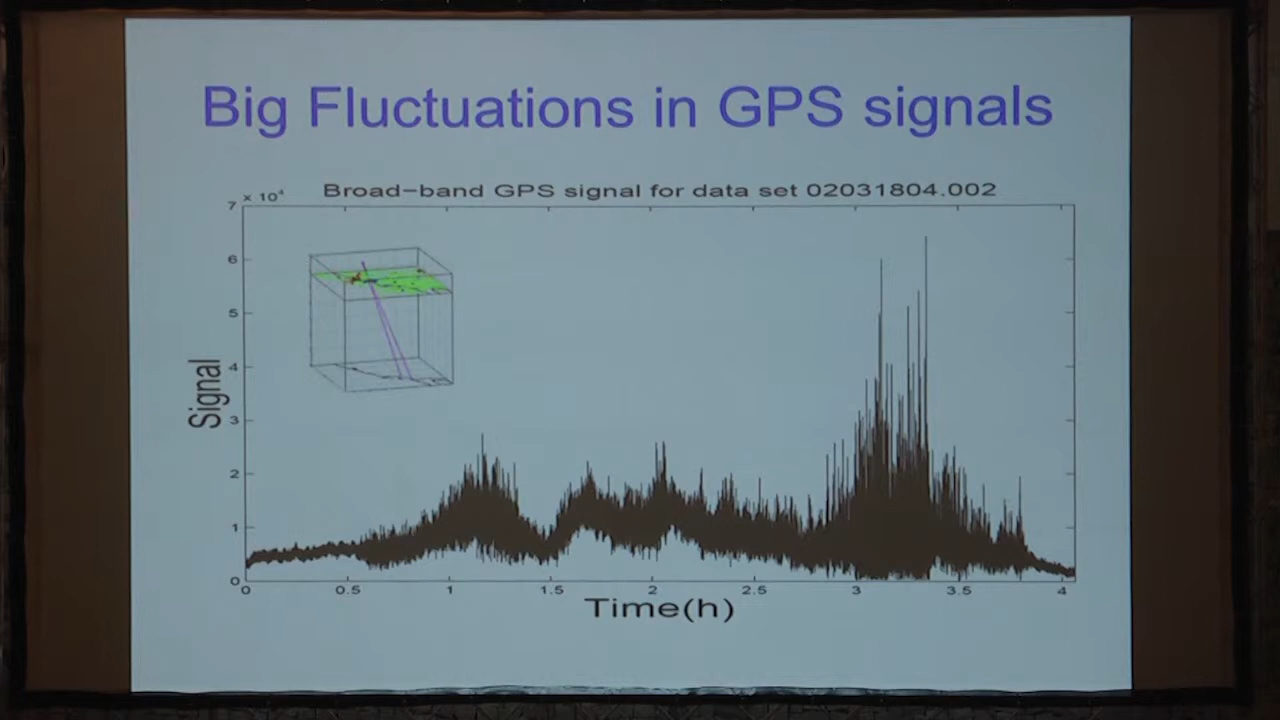 Big Fluctuations in GPS signals
Broad-band GPS signal for data set 02031804.002
× 10⁴
7
6
5
4
3
2
1
0
Signal
0 0.5 1 1.5 2 2.5 3 3.5 4
Time(h)